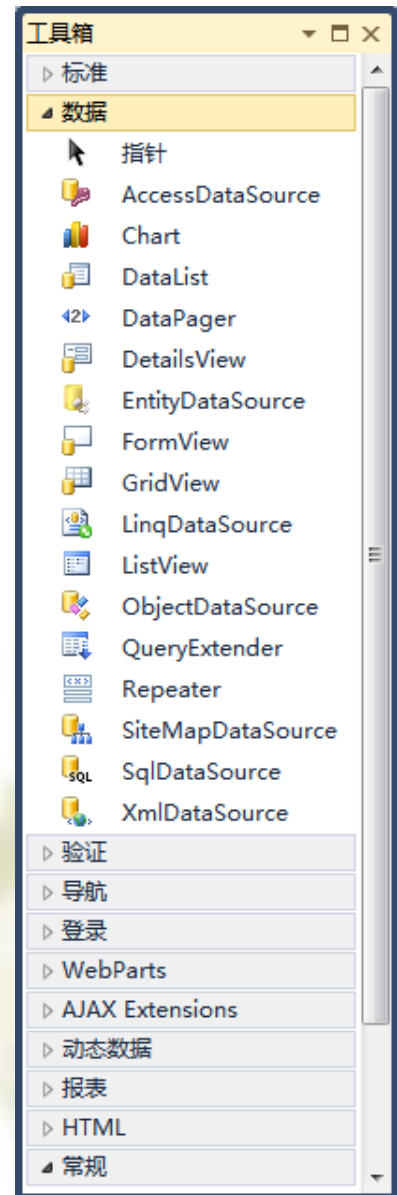 工具箱
标准
数据
指针
AccessDataSource
Chart
DataList
DataPager
DetailsView
EntityDataSource
FormView
GridView
LinqDataSource
ListView
ObjectDataSource
QueryExtender
Repeater
SiteMapDataSource
SqlDataSource
XmlDataSource
验证
导航
登录
WebParts
AJAX Extensions
动态数据
报表
HTML
常规